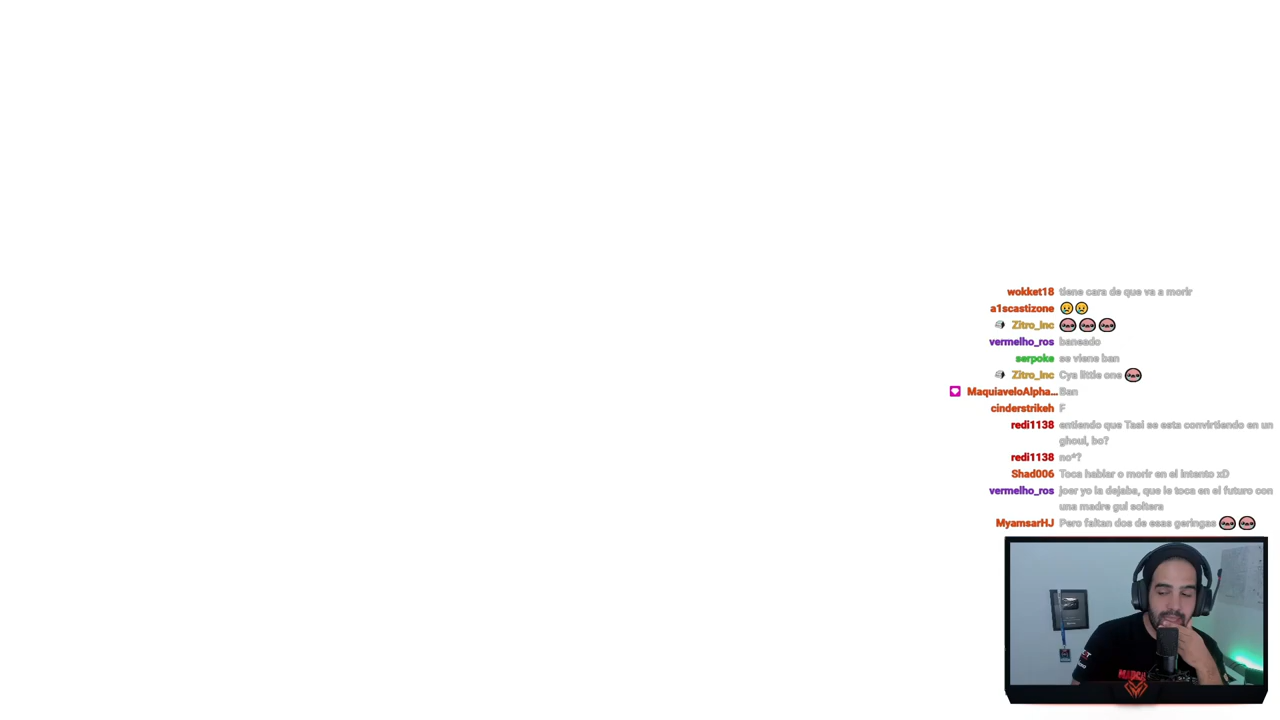 wokket18 tiene cara de que va a morir
a1scastizone
Zitro_Inc
vermelho_ros baneado
serpoke se viene ban
Zitro_Inc Cya little one
MaquiaveloAlpha... Ban
cinderstrikeh F
redi1138 entiendo que Tasi se esta convirtiendo en un
ghoul, bo?
redi1138 no*?
Shad006 Toca hablar o morir en el intento xD
vermelho_ros joer yo la dejaba, que le toca en el futuro con
una madre gul soltera
MyamsarHJ Pero faltan dos de esas geringas